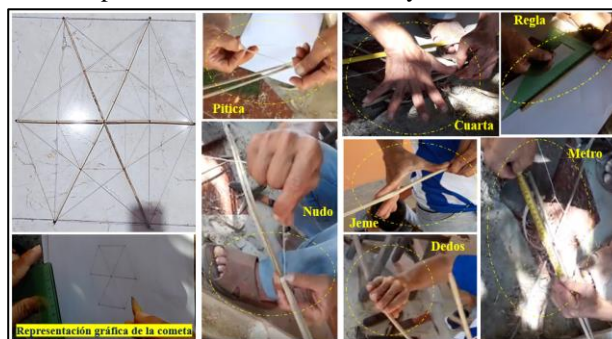 Regla
Pitica
Cuarta
Metro
Nudo
Jeme
Dedos
Representación gráfica de la cometa